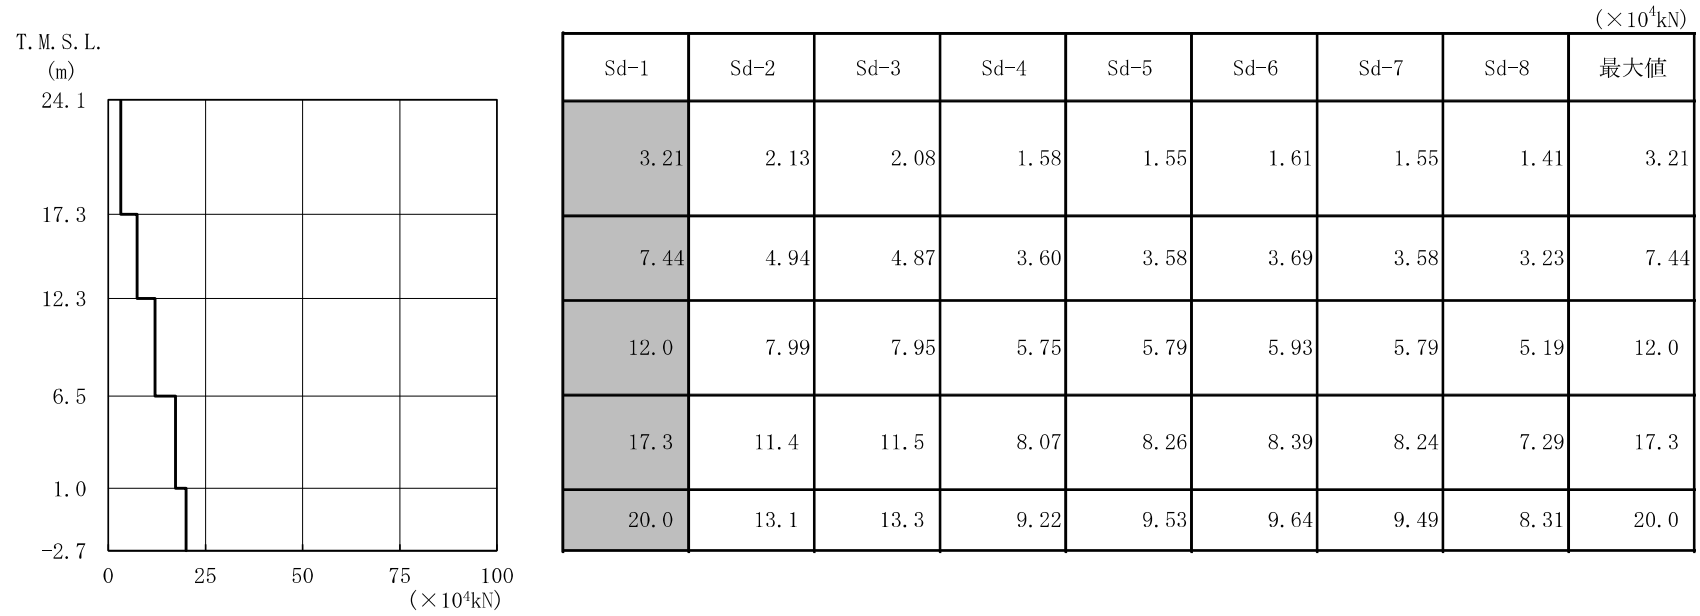 (×10⁴kN)
T.M.S.L.
(m)
24.1
17.3
12.3
6.5
1.0
-2.7
0 25 50 75 100
(×10⁴kN)
Sd-1 Sd-2 Sd-3 Sd-4 Sd-5 Sd-6 Sd-7 Sd-8 最大値
3.21 2.13 2.08 1.58 1.55 1.61 1.55 1.41 3.21
7.44 4.94 4.87 3.60 3.58 3.69 3.58 3.23 7.44
12.0 7.99 7.95 5.75 5.79 5.93 5.79 5.19 12.0
17.3 11.4 11.5 8.07 8.26 8.39 8.24 7.29 17.3
20.0 13.1 13.3 9.22 9.53 9.64 9.49 8.31 20.0